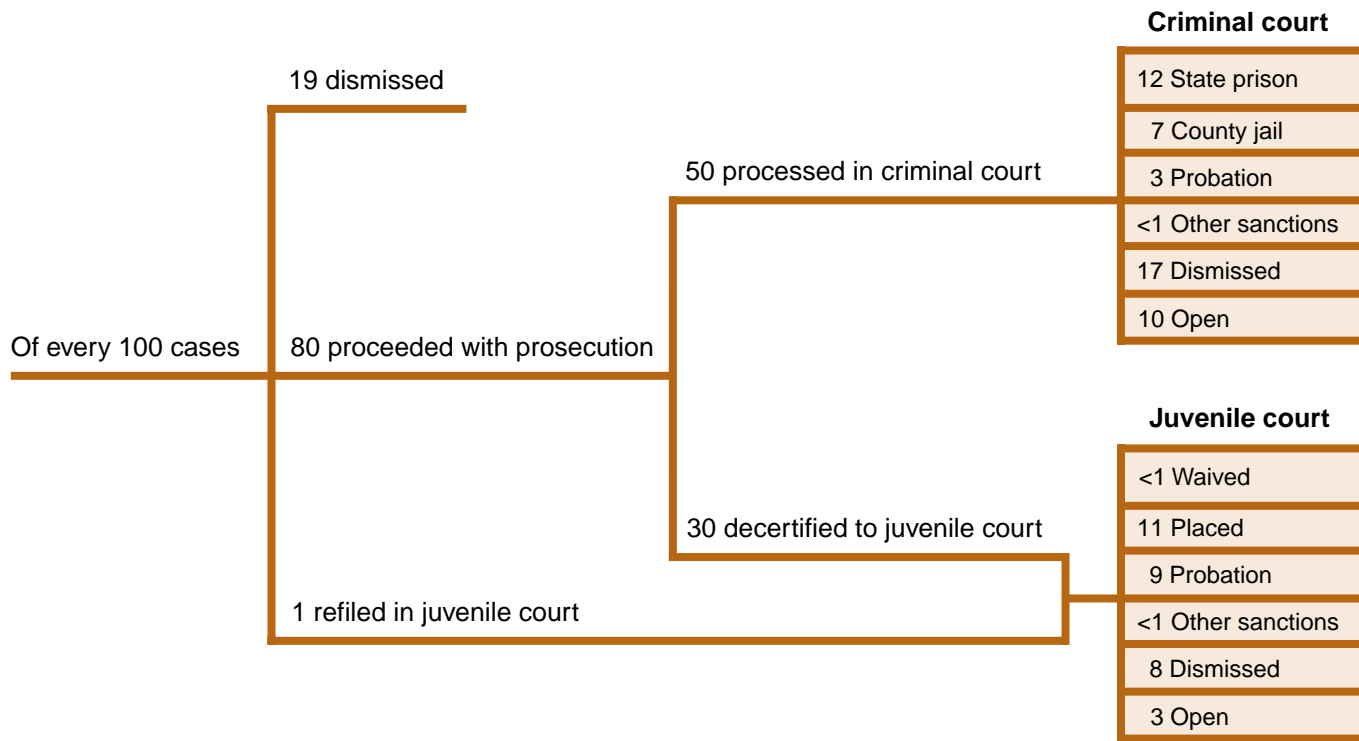 Of every 100 cases
19 dismissed
80 proceeded with prosecution
1 refiled in juvenile court
50 processed in criminal court
30 decertified to juvenile court
Criminal court
12 State prison
7 County jail
3 Probation
<1 Other sanctions
17 Dismissed
10 Open
Juvenile court
<1 Waived
11 Placed
9 Probation
<1 Other sanctions
8 Dismissed
3 Open